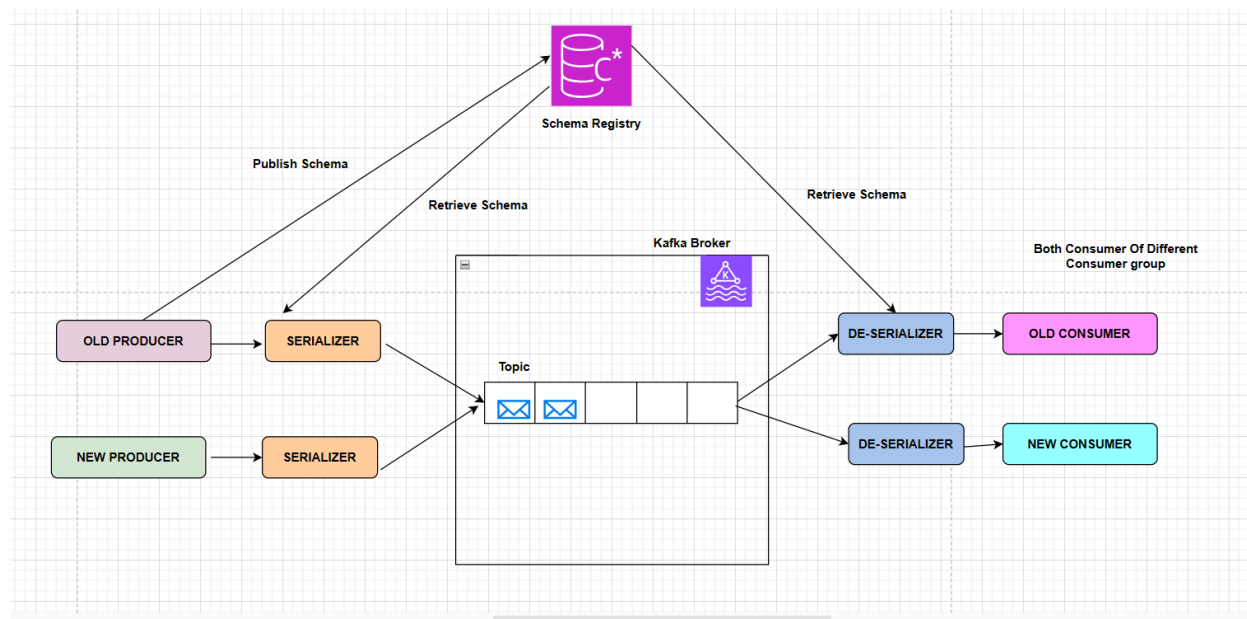 C*
Schema Registry
Publish Schema
Retrieve Schema
Retrieve Schema
Kafka Broker
K
Both Consumer Of Different
Consumer group
OLD PRODUCER
SERIALIZER
DE-SERIALIZER
OLD CONSUMER
Topic
NEW PRODUCER
SERIALIZER
DE-SERIALIZER
NEW CONSUMER